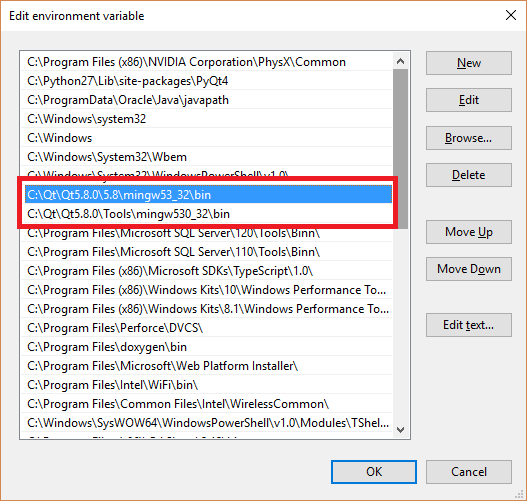 Edit environment variable
C:\Program Files (x86)\NVIDIA Corporation\PhysX\Common
C:\Python27\Lib\site-packages\PyQt4
C:\ProgramData\Oracle\Java\javapath
C:\Windows\system32
C:\Windows
C:\Windows\System32\Wbem
C:\Windows\System32\WindowsPowerShell\v1.0\
C:\Qt\Qt5.8.0\5.8\mingw53_32\bin
C:\Qt\Qt5.8.0\Tools\mingw530_32\bin
C:\Program Files\Microsoft SQL Server\120\Tools\Binn\
C:\Program Files\Microsoft SQL Server\110\Tools\Binn\
C:\Program Files (x86)\Microsoft SDKs\TypeScript\1.0\
C:\Program Files (x86)\Windows Kits\10\Windows Performance To...
C:\Program Files (x86)\Windows Kits\8.1\Windows Performance To...
C:\Program Files\Perforce\DVCS\
C:\Program Files\doxygen\bin
C:\Program Files\Microsoft\Web Platform Installer\
C:\Program Files\Intel\WiFi\bin\
C:\Program Files\Common Files\Intel\WirelessCommon\
C:\Windows\SysWOW64\WindowsPowerShell\v1.0\Modules\TShel...
New
Edit
Browse...
Delete
Move Up
Move Down
Edit text...
OK
Cancel